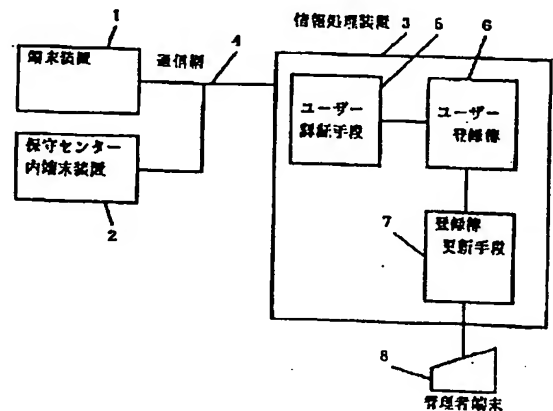 1
端末装置
通信網
4
保守センター
内端末装置
2
情報処理装置
3
5
6
ユーザー
認証手段
ユーザー
登録簿
7
登録簿
更新手段
8
管理者端末